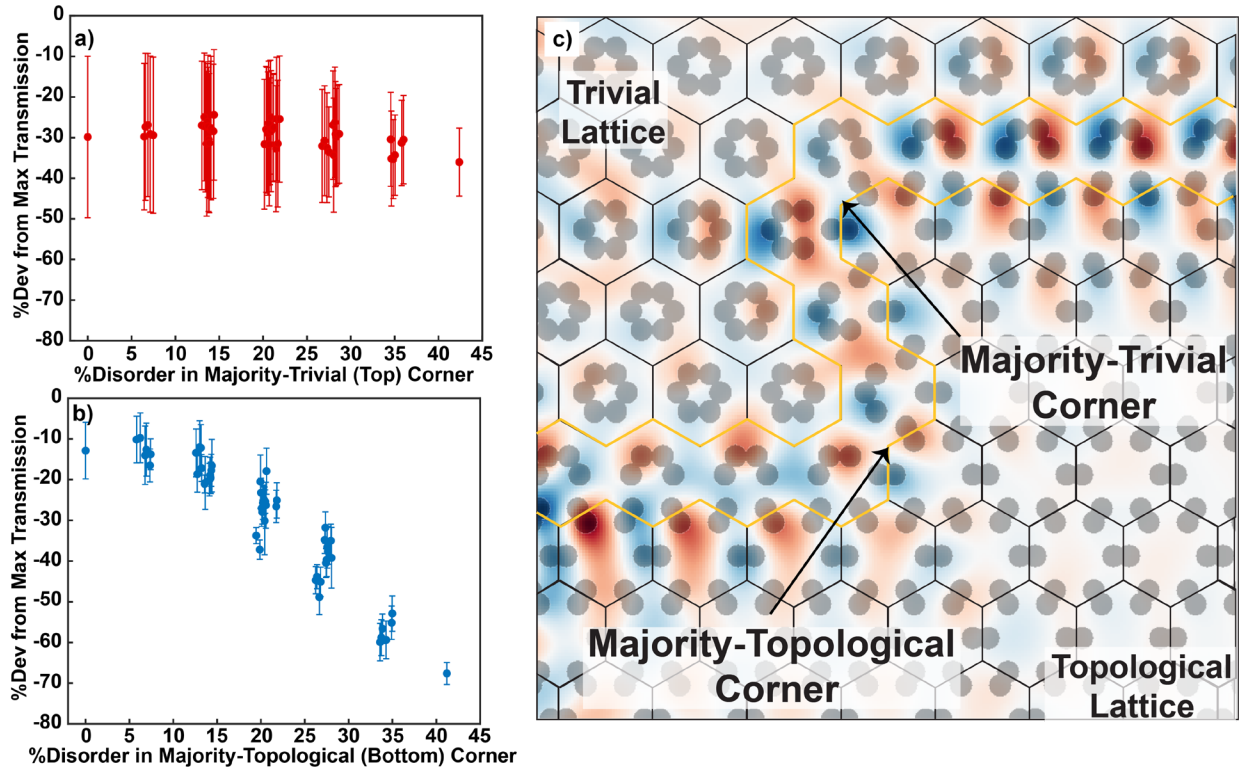 a)
%Dev from Max Transmission
0
-10
-20
-30
-40
-50
-60
-70
-80
0 5 10 15 20 25 30 35 40 45
%Disorder in Majority-Trivial (Top) Corner
b)
%Dev from Max Transmission
0
-10
-20
-30
-40
-50
-60
-70
-80
0 5 10 15 20 25 30 35 40 45
%Disorder in Majority-Topological (Bottom) Corner
c)
Trivial
Lattice
Majority-Trivial
Corner
Majority-Topological
Corner
Topological
Lattice